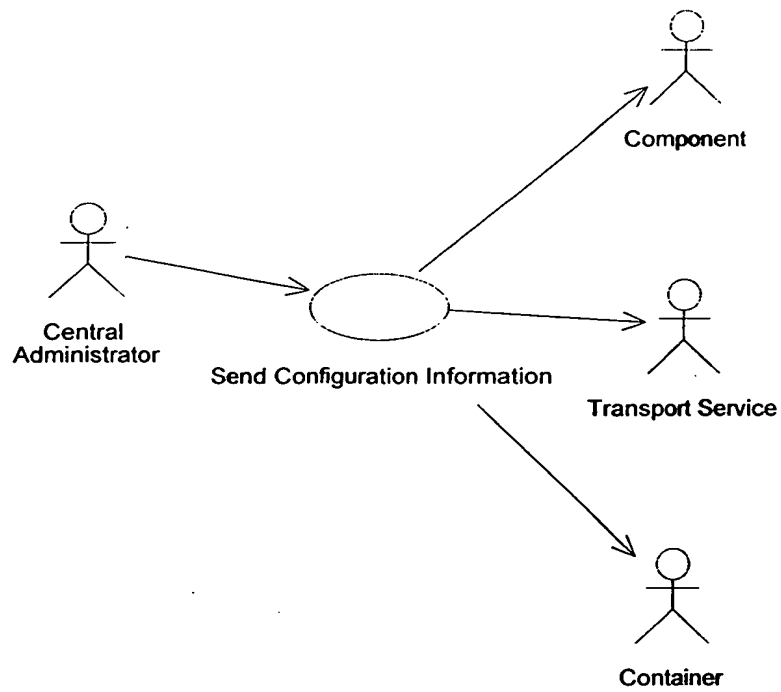 Component
Central
Administrator
Send Configuration Information
Transport Service
Container